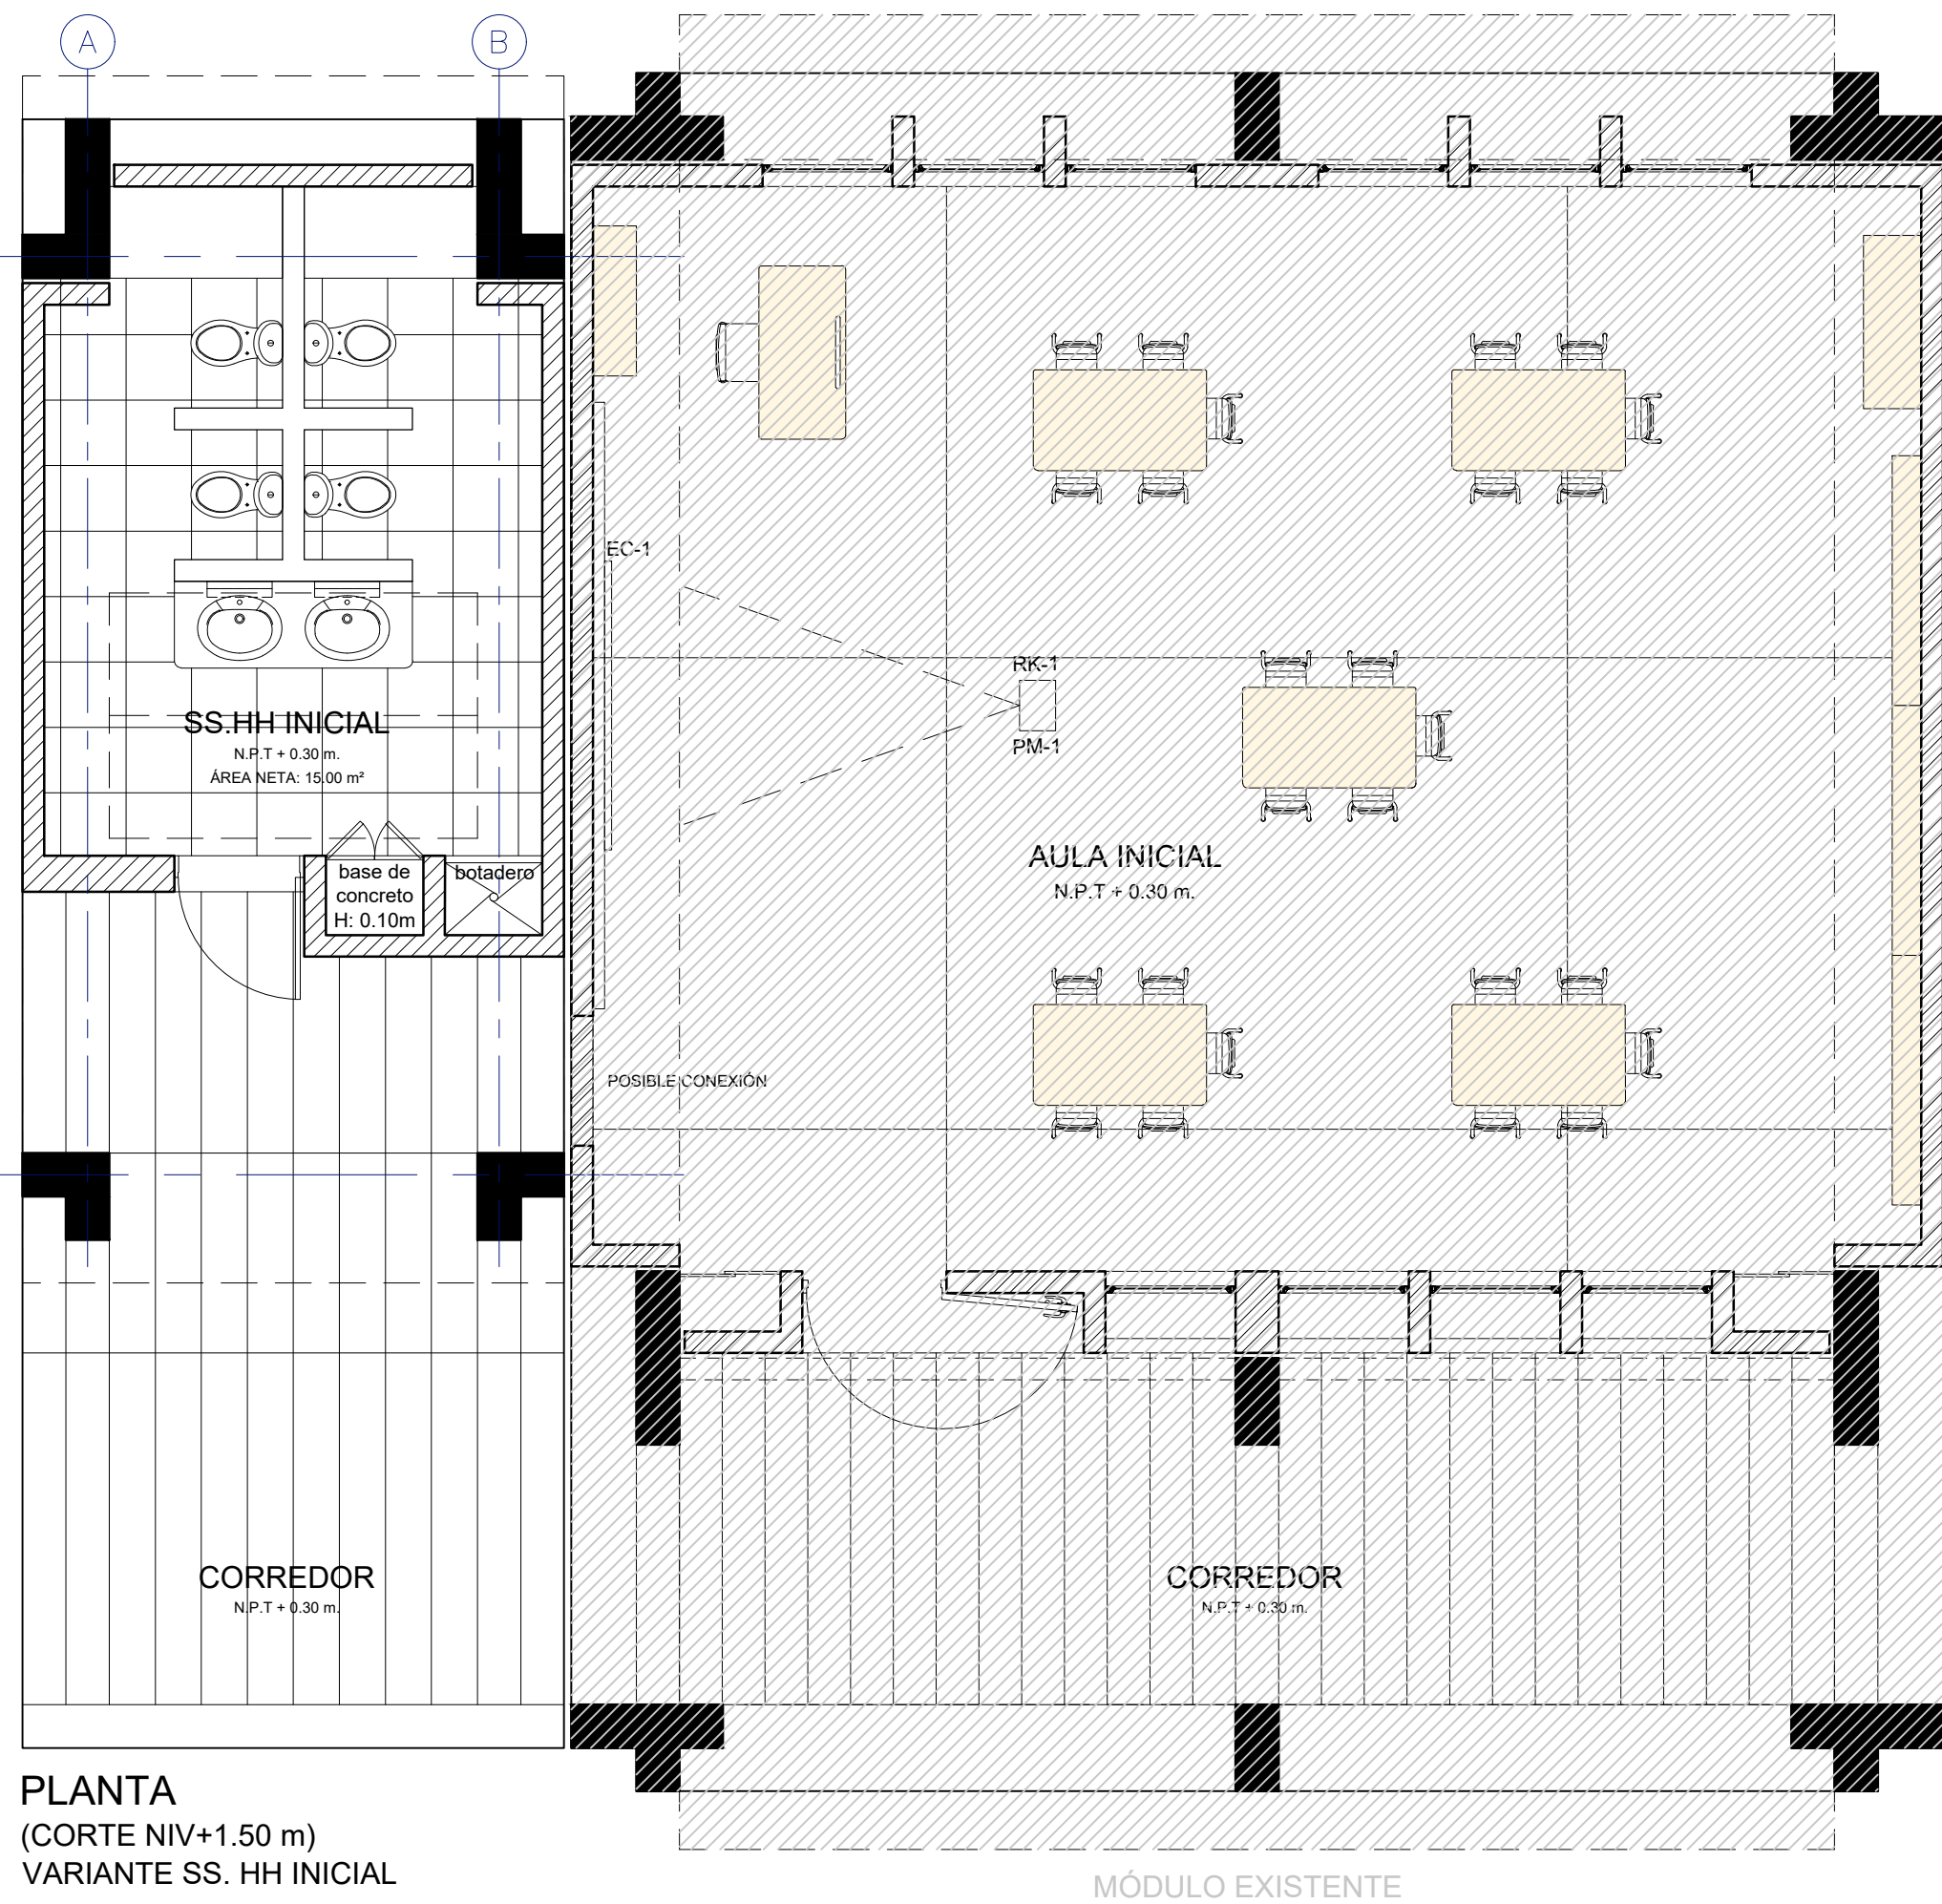 A
B
EC-1
RK-1
PM-1
SS.HH INICIAL
N.P.T + 0.30 m.
ÁREA NETA: 15.00 m²
base de
concreto
H: 0.10m
botadero
AULA INICIAL
N.P.T + 0.30 m.
POSIBLE CONEXIÓN
CORREDOR
N.P.T + 0.30 m.
CORREDOR
N.P.T + 0.30 m.
PLANTA
(CORTE NIV+1.50 m)
VARIANTE SS. HH INICIAL
MÓDULO EXISTENTE